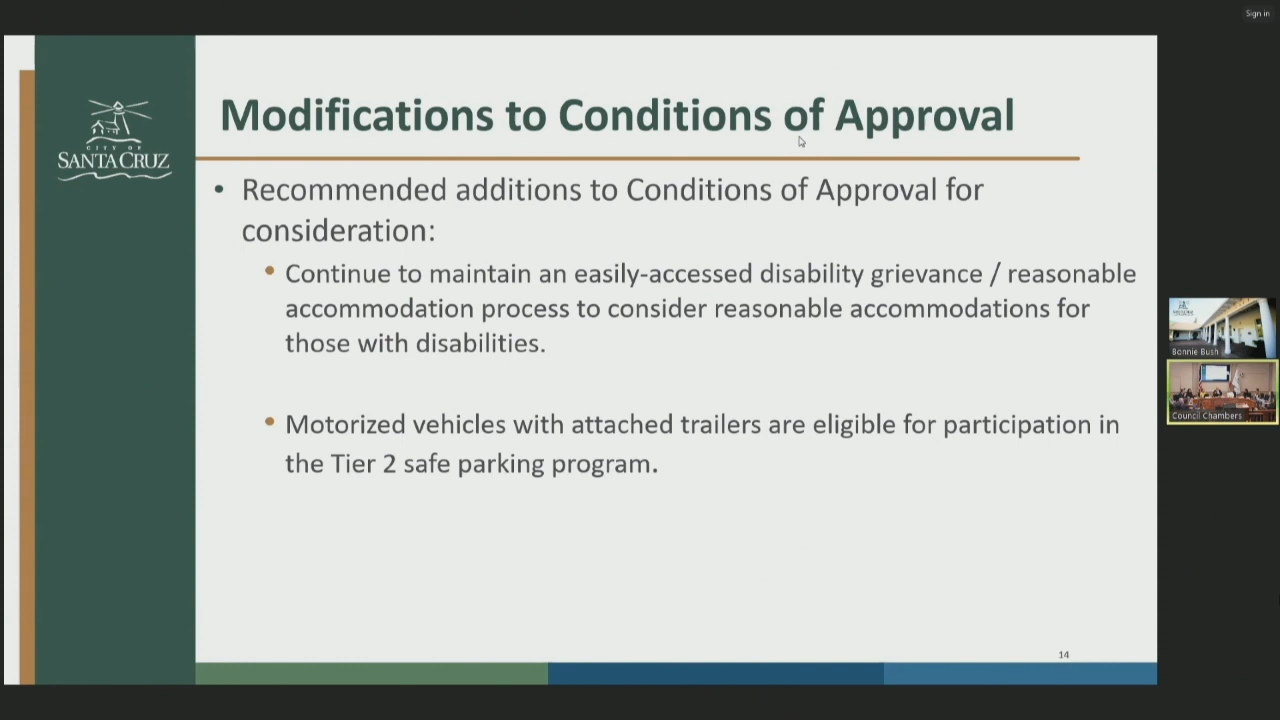 Sign in
CITY OF
SANTA CRUZ
Modifications to Conditions of Approval
• Recommended additions to Conditions of Approval for
consideration:
• Continue to maintain an easily-accessed disability grievance / reasonable
accommodation process to consider reasonable accommodations for
those with disabilities.
• Motorized vehicles with attached trailers are eligible for participation in
the Tier 2 safe parking program.
14
Bonnie Bush
Council Chambers